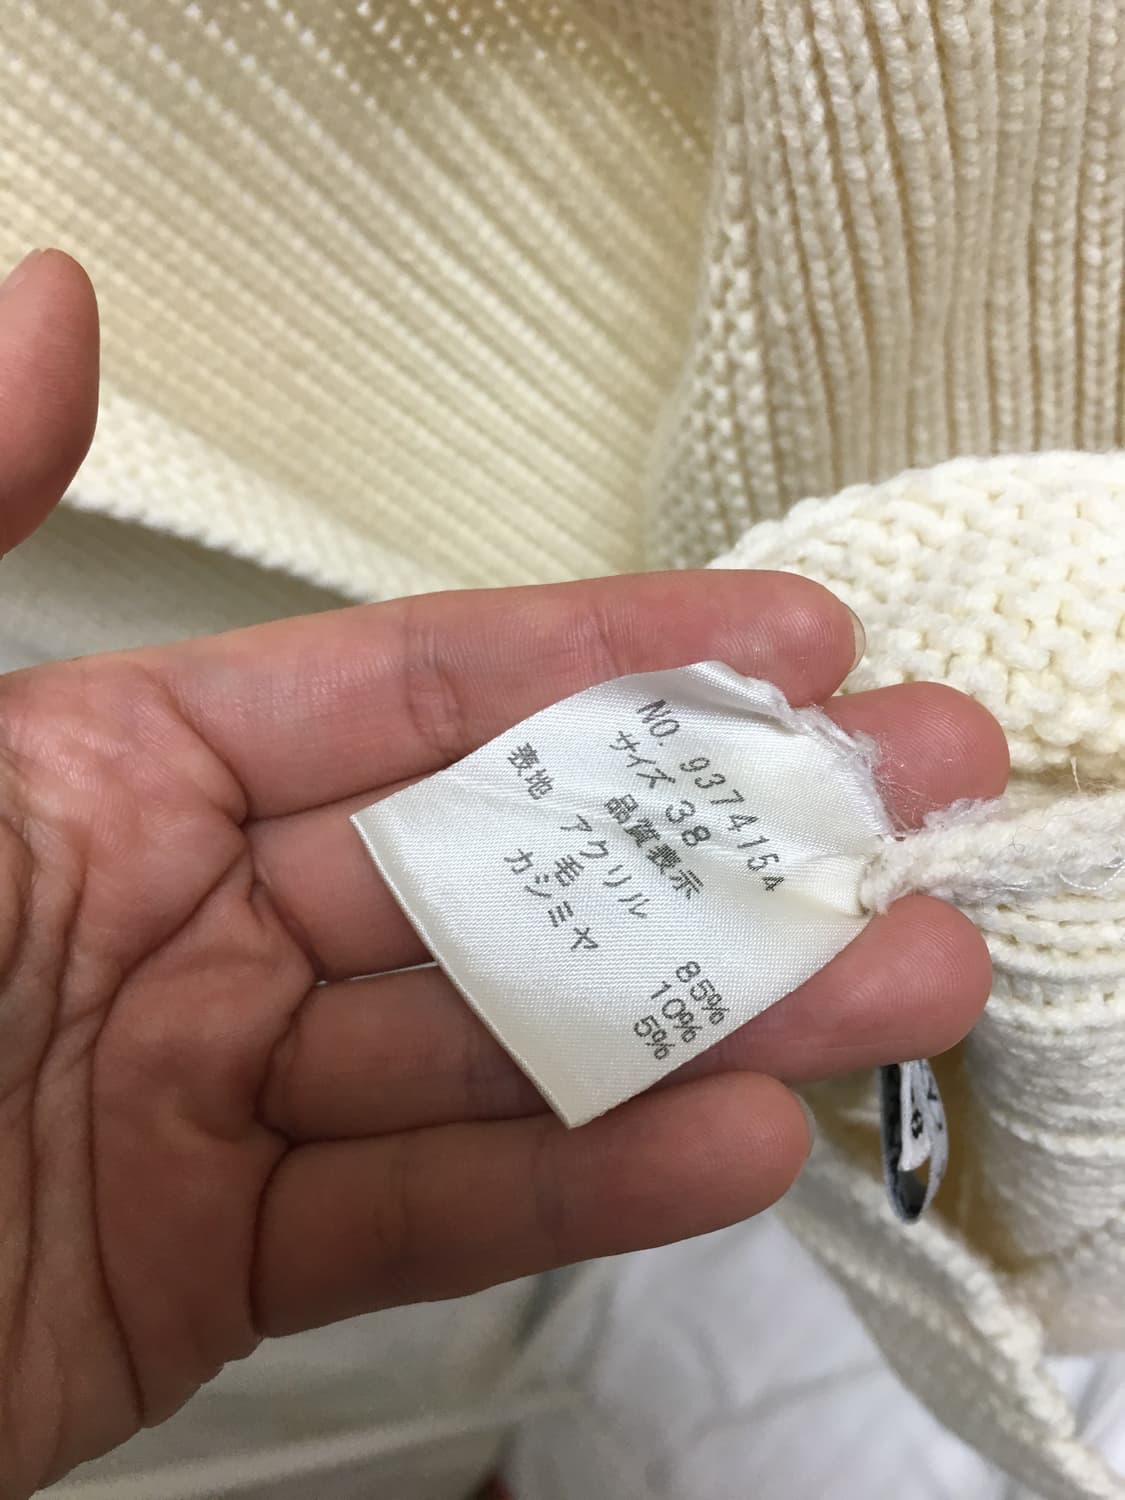 NO. 9374154
サイズ 38
品質表示
表地 アクリル 85%
毛 10%
カシミヤ 5%